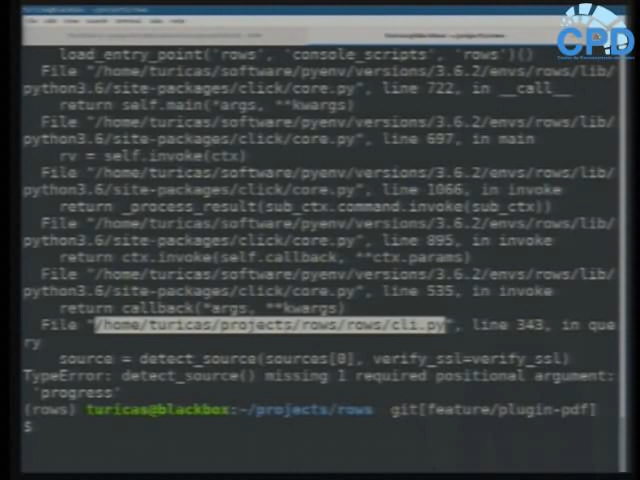 load_entry_point('rows', 'console_scripts', 'rows')()
File "/home/turicas/software/pyenv/versions/3.6.2/envs/rows/lib/
python3.6/site-packages/click/core.py", line 722, in __call__
return self.main(*args, **kwargs)
File "/home/turicas/software/pyenv/versions/3.6.2/envs/rows/lib/
python3.6/site-packages/click/core.py", line 697, in main
rv = self.invoke(ctx)
File "/home/turicas/software/pyenv/versions/3.6.2/envs/rows/lib/
python3.6/site-packages/click/core.py", line 1066, in invoke
return _process_result(sub_ctx.command.invoke(sub_ctx))
File "/home/turicas/software/pyenv/versions/3.6.2/envs/rows/lib/
python3.6/site-packages/click/core.py", line 895, in invoke
return ctx.invoke(self.callback, **ctx.params)
File "/home/turicas/software/pyenv/versions/3.6.2/envs/rows/lib/
python3.6/site-packages/click/core.py", line 535, in invoke
return callback(*args, **kwargs)
File "/home/turicas/projects/rows/rows/cli.py", line 343, in que
ry
source = detect_source(sources[0], verify_ssl=verify_ssl)
TypeError: detect_source() missing 1 required positional argument:
'progress'
(rows) turicas@blackbox:~/projects/rows git[feature/plugin-pdf]
$
CPD